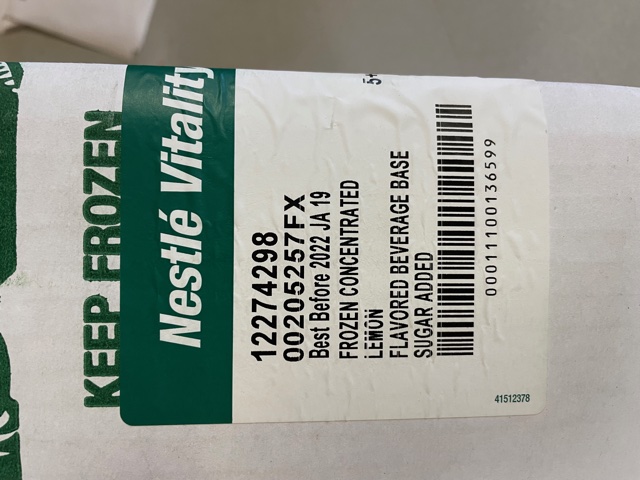 KEEP FROZEN
Nestlé Vitality
12274298
00205257FX
Best Before 2022 JA 19
FROZEN CONCENTRATED
LEMON
FLAVORED BEVERAGE BASE
SUGAR ADDED
00011100136599
41512378